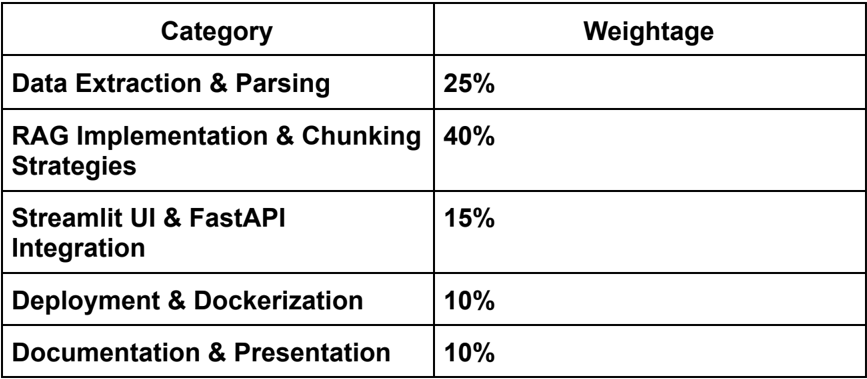 Category Weightage
Data Extraction & Parsing 25%
RAG Implementation & Chunking 40%
Strategies
Streamlit UI & FastAPI 15%
Integration
Deployment & Dockerization 10%
Documentation & Presentation 10%